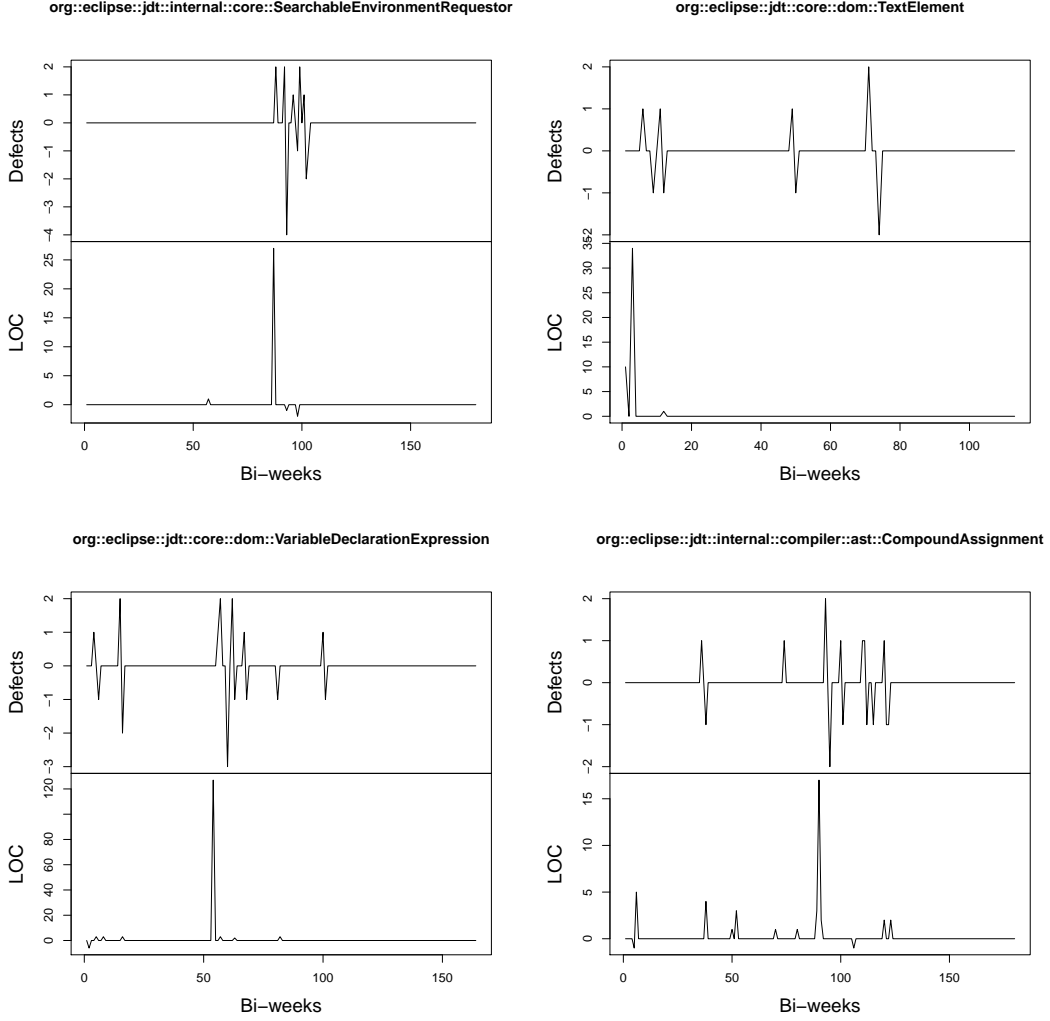 org::eclipse::jdt::internal::core::SearchableEnvironmentRequestor
Defects
2
1
0
−1
−2
−3
−4
LOC
25
20
15
10
5
0
0 50 100 150
Bi−weeks
org::eclipse::jdt::core::dom::TextElement
Defects
2
1
0
−1
−2
LOC
35
30
25
20
15
10
5
0
0 20 40 60 80 100
Bi−weeks
org::eclipse::jdt::core::dom::VariableDeclarationExpression
Defects
2
1
0
−1
−2
−3
LOC
120
80
60
40
20
0
0 50 100 150
Bi−weeks
org::eclipse::jdt::internal::compiler::ast::CompoundAssignment
Defects
2
1
0
−1
−2
LOC
15
10
5
0
0 50 100 150
Bi−weeks